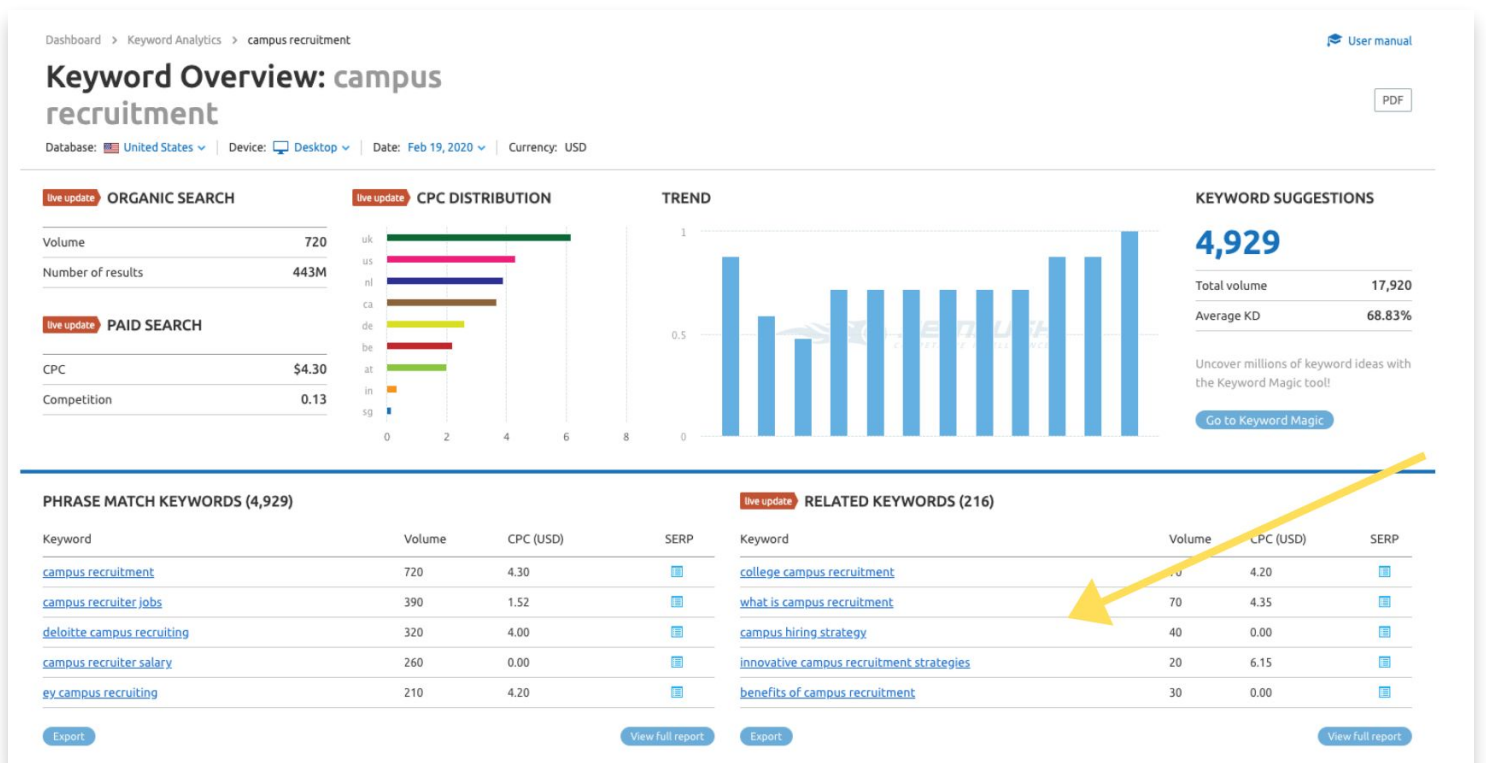 Dashboard > Keyword Analytics > campus recruitment
User manual
Keyword Overview: campus
recruitment
PDF
Database: United States Device: Desktop Date: Feb 19, 2020 Currency: USD
live update ORGANIC SEARCH
Volume 720
Number of results 443M
live update PAID SEARCH
CPC $4.30
Competition 0.13
live update CPC DISTRIBUTION
uk
us
nl
ca
de
be
at
in
sg
0 2 4 6 8
TREND
1
0.5
0
KEYWORD SUGGESTIONS
4,929
Total volume 17,920
Average KD 68.83%
Uncover millions of keyword ideas with
the Keyword Magic tool!
Go to Keyword Magic
PHRASE MATCH KEYWORDS (4,929)
Keyword Volume CPC (USD) SERP
campus recruitment 720 4.30
campus recruiter jobs 390 1.52
deloitte campus recruiting 320 4.00
campus recruiter salary 260 0.00
ey campus recruiting 210 4.20
Export View full report
live update RELATED KEYWORDS (216)
Keyword Volume CPC (USD) SERP
college campus recruitment 4.20
what is campus recruitment 70 4.35
campus hiring strategy 40 0.00
innovative campus recruitment strategies 20 6.15
benefits of campus recruitment 30 0.00
Export View full report